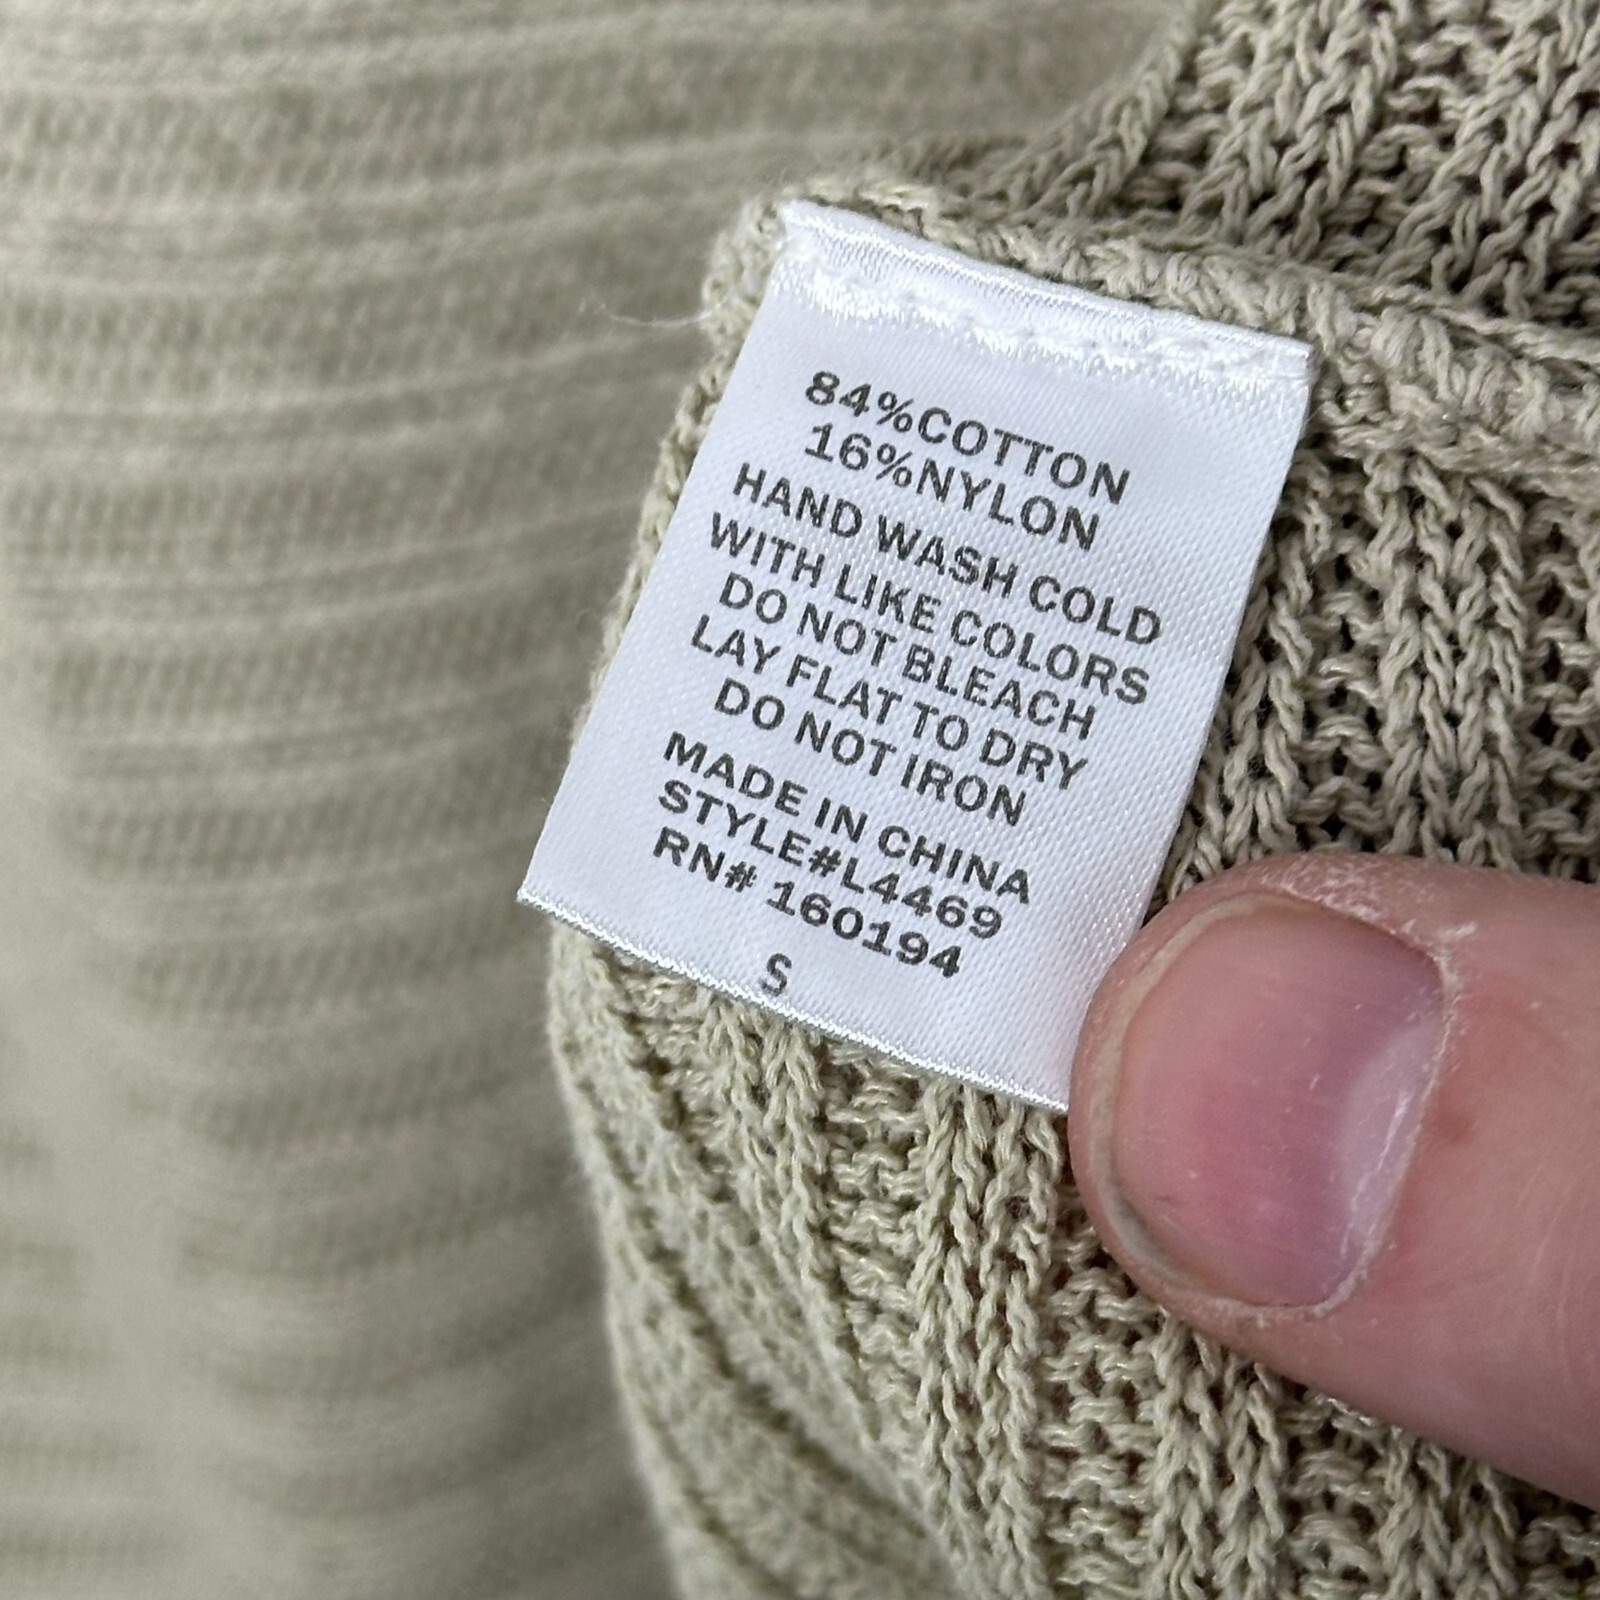 84%COTTON
16%NYLON
HAND WASH COLD
WITH LIKE COLORS
DO NOT BLEACH
LAY FLAT TO DRY
DO NOT IRON
MADE IN CHINA
STYLE#L4469
RN# 160194
S